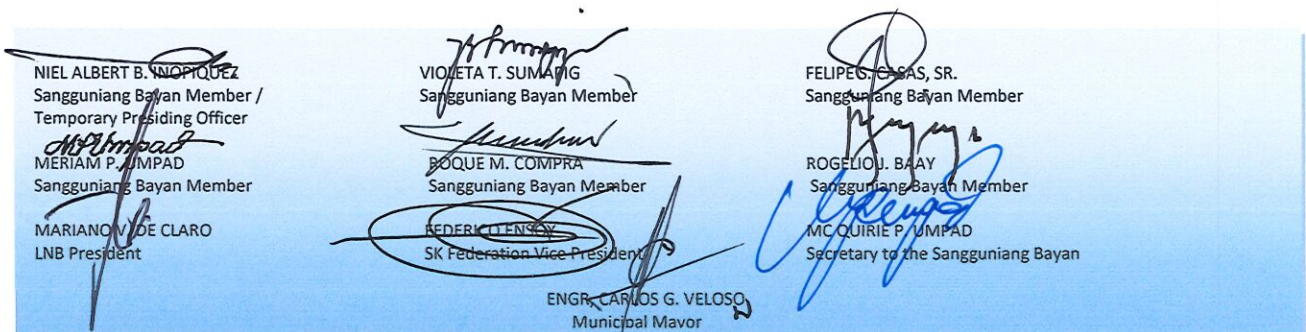 NIEL ALBERT B. INOPIQUEZ
Sangguniang Bayan Member /
Temporary Presiding Officer
VIOLETA T. SUMAPIG
Sangguniang Bayan Member
FELIPE G. CASAS, SR.
Sangguniang Bayan Member
MERIAM P. UMPAD
Sangguniang Bayan Member
ROQUE M. COMPRA
Sangguniang Bayan Member
ROGELIO J. BAAY
Sangguniang Bayan Member
MARIANO V. DE CLARO
LNB President
FEDERICO
SK Federation Vice President
MC QUIRIE P. UMPAD
Secretary to the Sangguniang Bayan
ENGR. CARLOS G. VELOSO
Municipal Mayor